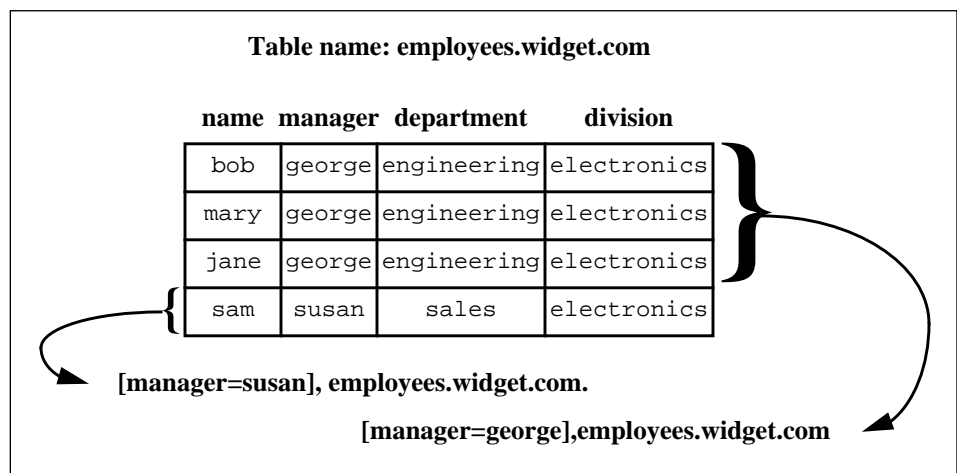 Table name: employees.widget.com
name manager department division
bob george engineering electronics
mary george engineering electronics
jane george engineering electronics
sam susan sales electronics
[manager=susan], employees.widget.com.
[manager=george],employees.widget.com